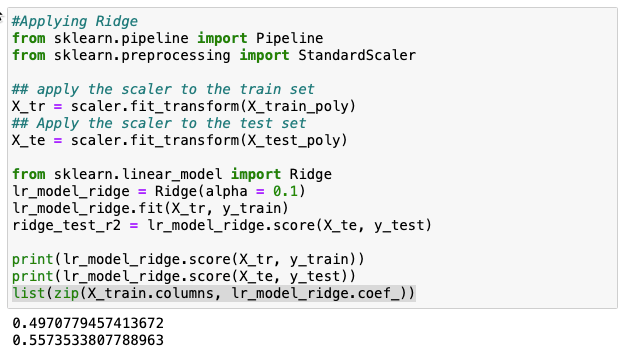 #Applying Ridge
from sklearn.pipeline import Pipeline
from sklearn.preprocessing import StandardScaler
## apply the scaler to the train set
X_tr = scaler.fit_transform(X_train_poly)
## Apply the scaler to the test set
X_te = scaler.fit_transform(X_test_poly)
from sklearn.linear_model import Ridge
lr_model_ridge = Ridge(alpha = 0.1)
lr_model_ridge.fit(X_tr, y_train)
ridge_test_r2 = lr_model_ridge.score(X_te, y_test)
print(lr_model_ridge.score(X_tr, y_train))
print(lr_model_ridge.score(X_te, y_test))
list(zip(X_train.columns, lr_model_ridge.coef_))
0.4970779457413672
0.5573533807788963